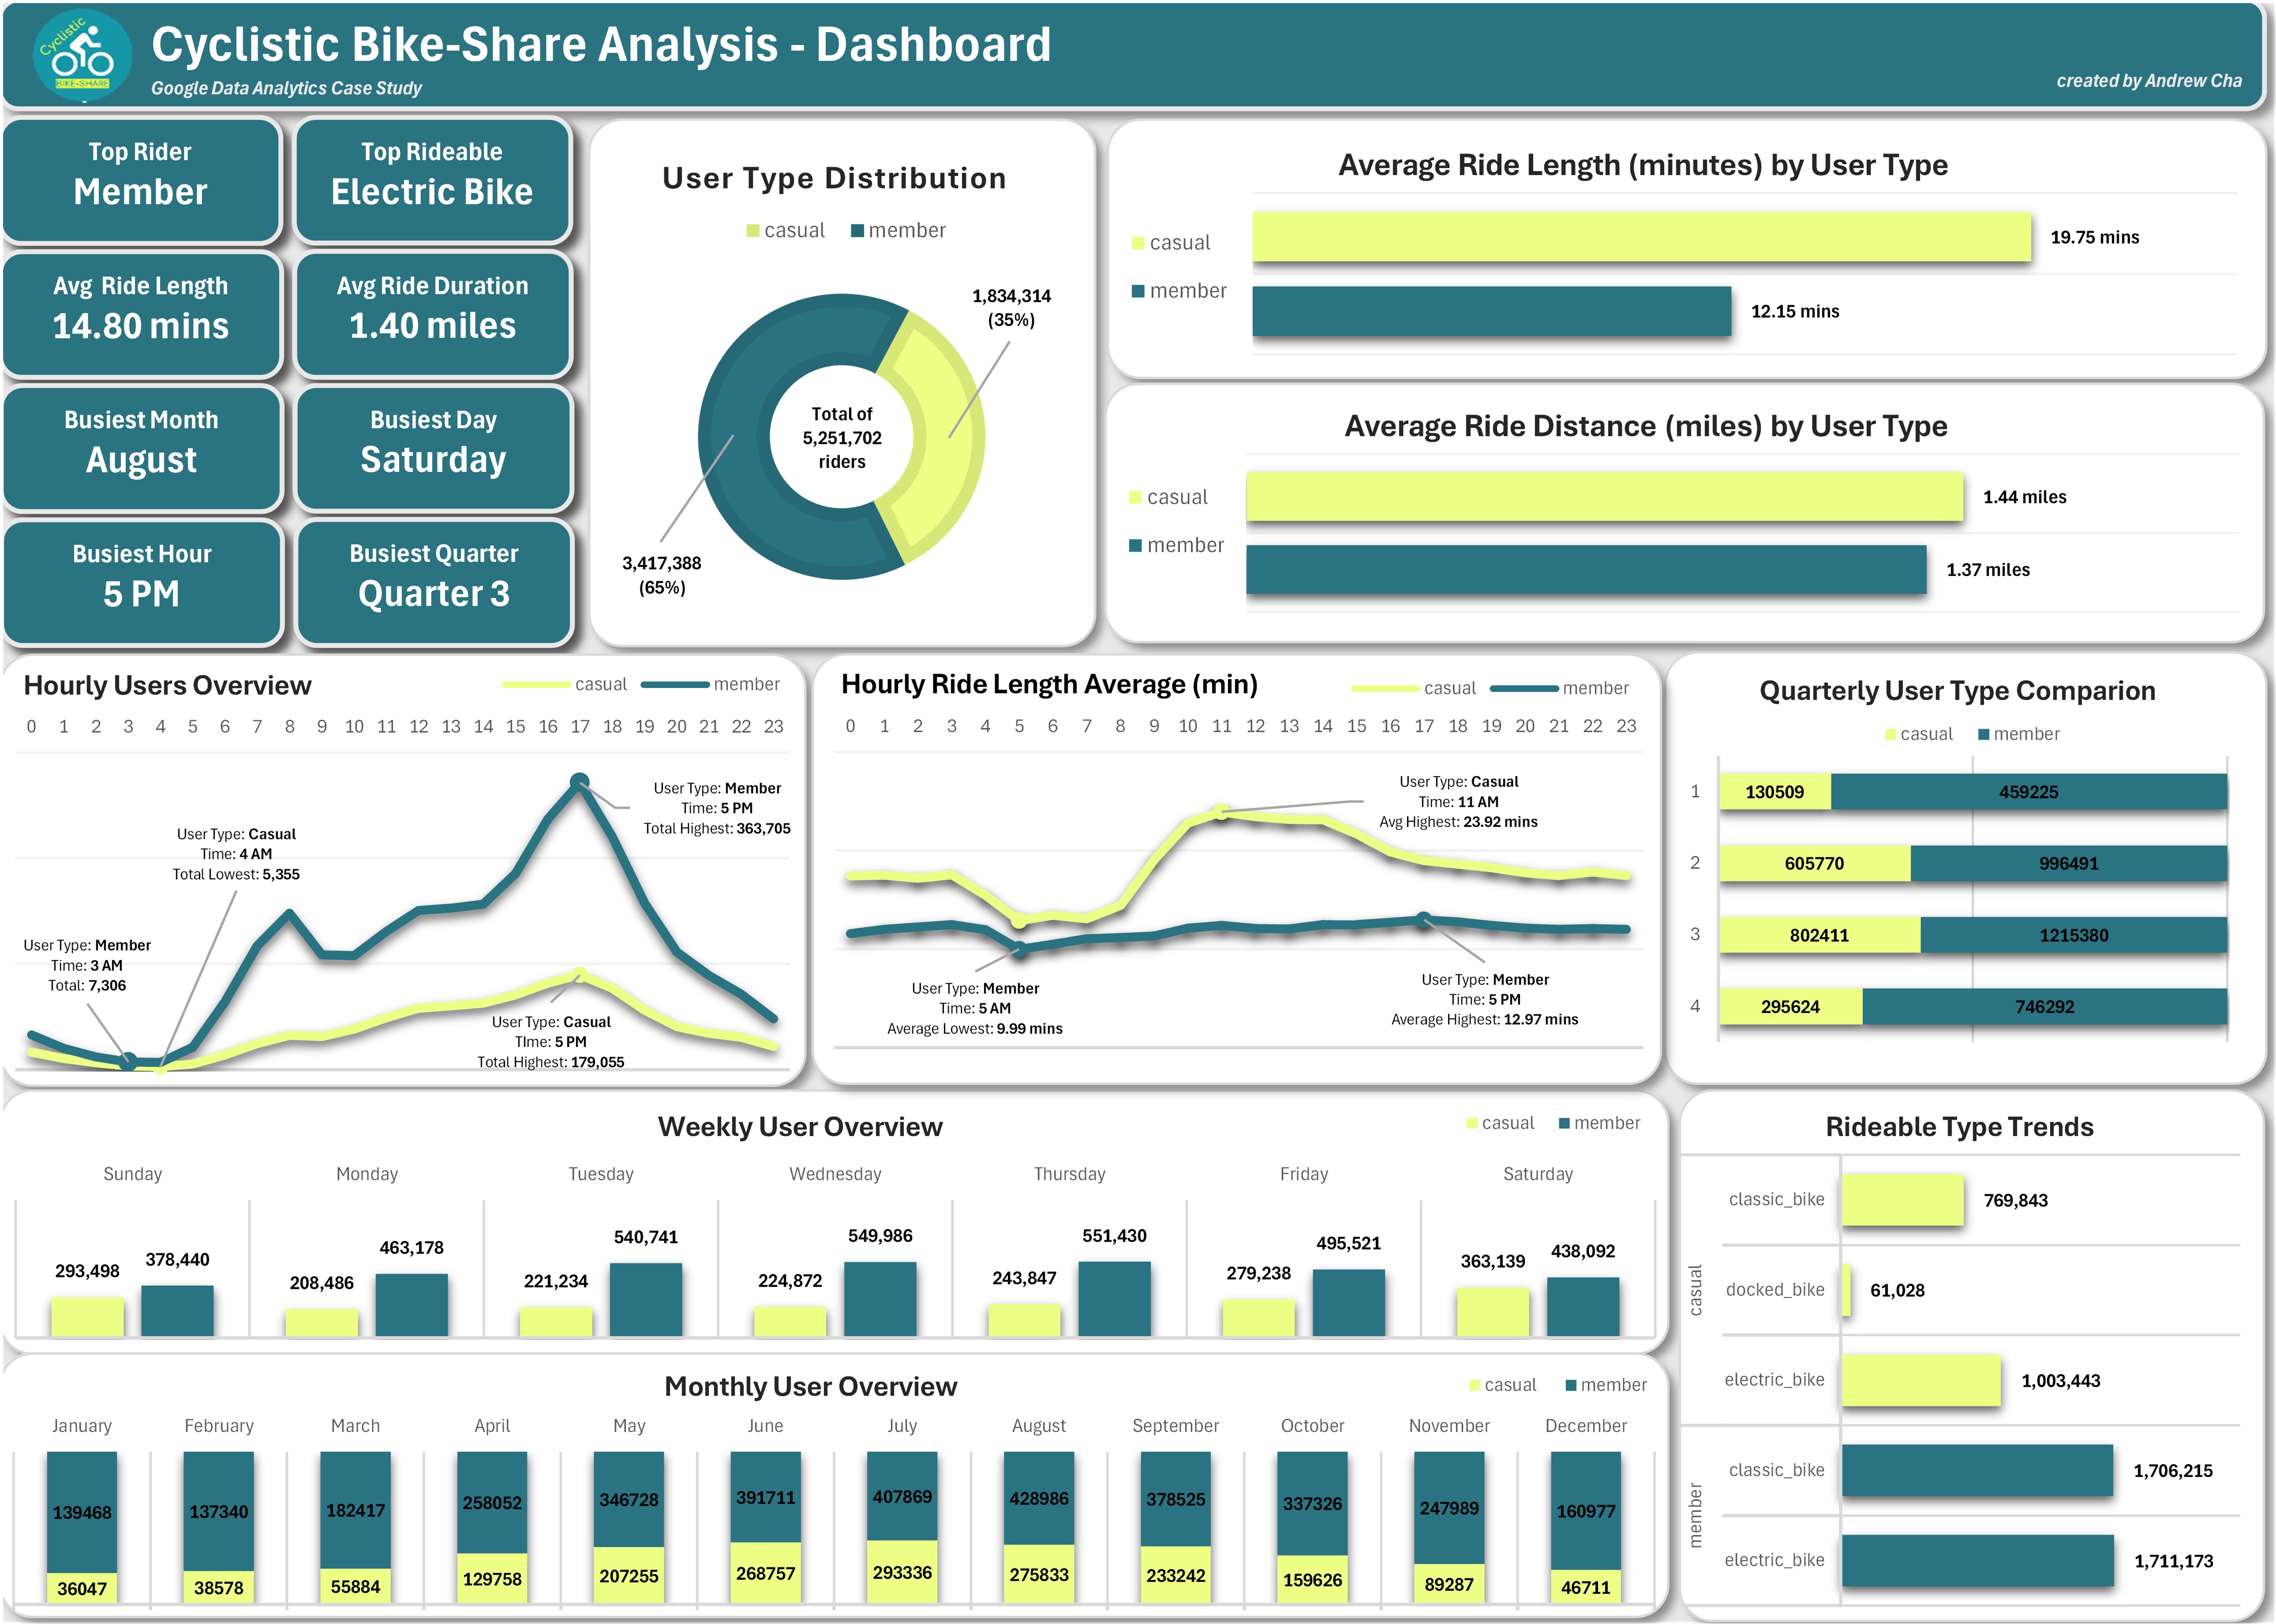 Cyclistic
BIKE-SHARE
Cyclistic Bike-Share Analysis - Dashboard
Google Data Analytics Case Study
created by Andrew Cha
Top Rider
Member
Top Rideable
Electric Bike
Avg Ride Length
14.80 mins
Avg Ride Duration
1.40 miles
Busiest Month
August
Busiest Day
Saturday
Busiest Hour
5 PM
Busiest Quarter
Quarter 3
User Type Distribution
casual member
1,834,314
(35%)
Total of
5,251,702
riders
3,417,388
(65%)
Average Ride Length (minutes) by User Type
casual
member
19.75 mins
12.15 mins
Average Ride Distance (miles) by User Type
casual
member
1.44 miles
1.37 miles
Hourly Users Overview
casual member
0 1 2 3 4 5 6 7 8 9 10 11 12 13 14 15 16 17 18 19 20 21 22 23
User Type: Member
Time: 5 PM
Total Highest: 363,705
User Type: Casual
Time: 4 AM
Total Lowest: 5,355
User Type: Member
Time: 3 AM
Total: 7,306
User Type: Casual
TIme: 5 PM
Total Highest: 179,055
Hourly Ride Length Average (min)
casual member
0 1 2 3 4 5 6 7 8 9 10 11 12 13 14 15 16 17 18 19 20 21 22 23
User Type: Casual
Time: 11 AM
Avg Highest: 23.92 mins
User Type: Member
Time: 5 AM
Average Lowest: 9.99 mins
User Type: Member
Time: 5 PM
Average Highest: 12.97 mins
Quarterly User Type Comparion
casual member
1 130509 459225
2 605770 996491
3 802411 1215380
4 295624 746292
Weekly User Overview
casual member
Sunday Monday Tuesday Wednesday Thursday Friday Saturday
293,498 378,440 208,486 463,178 221,234 540,741 224,872 549,986 243,847 551,430 279,238 495,521 363,139 438,092
Monthly User Overview
casual member
January February March April May June July August September October November December
139468 137340 182417 258052 346728 391711 407869 428986 378525 337326 247989 160977
36047 38578 55884 129758 207255 268757 293336 275833 233242 159626 89287 46711
Rideable Type Trends
casual
classic_bike 769,843
docked_bike 61,028
electric_bike 1,003,443
member
classic_bike 1,706,215
electric_bike 1,711,173